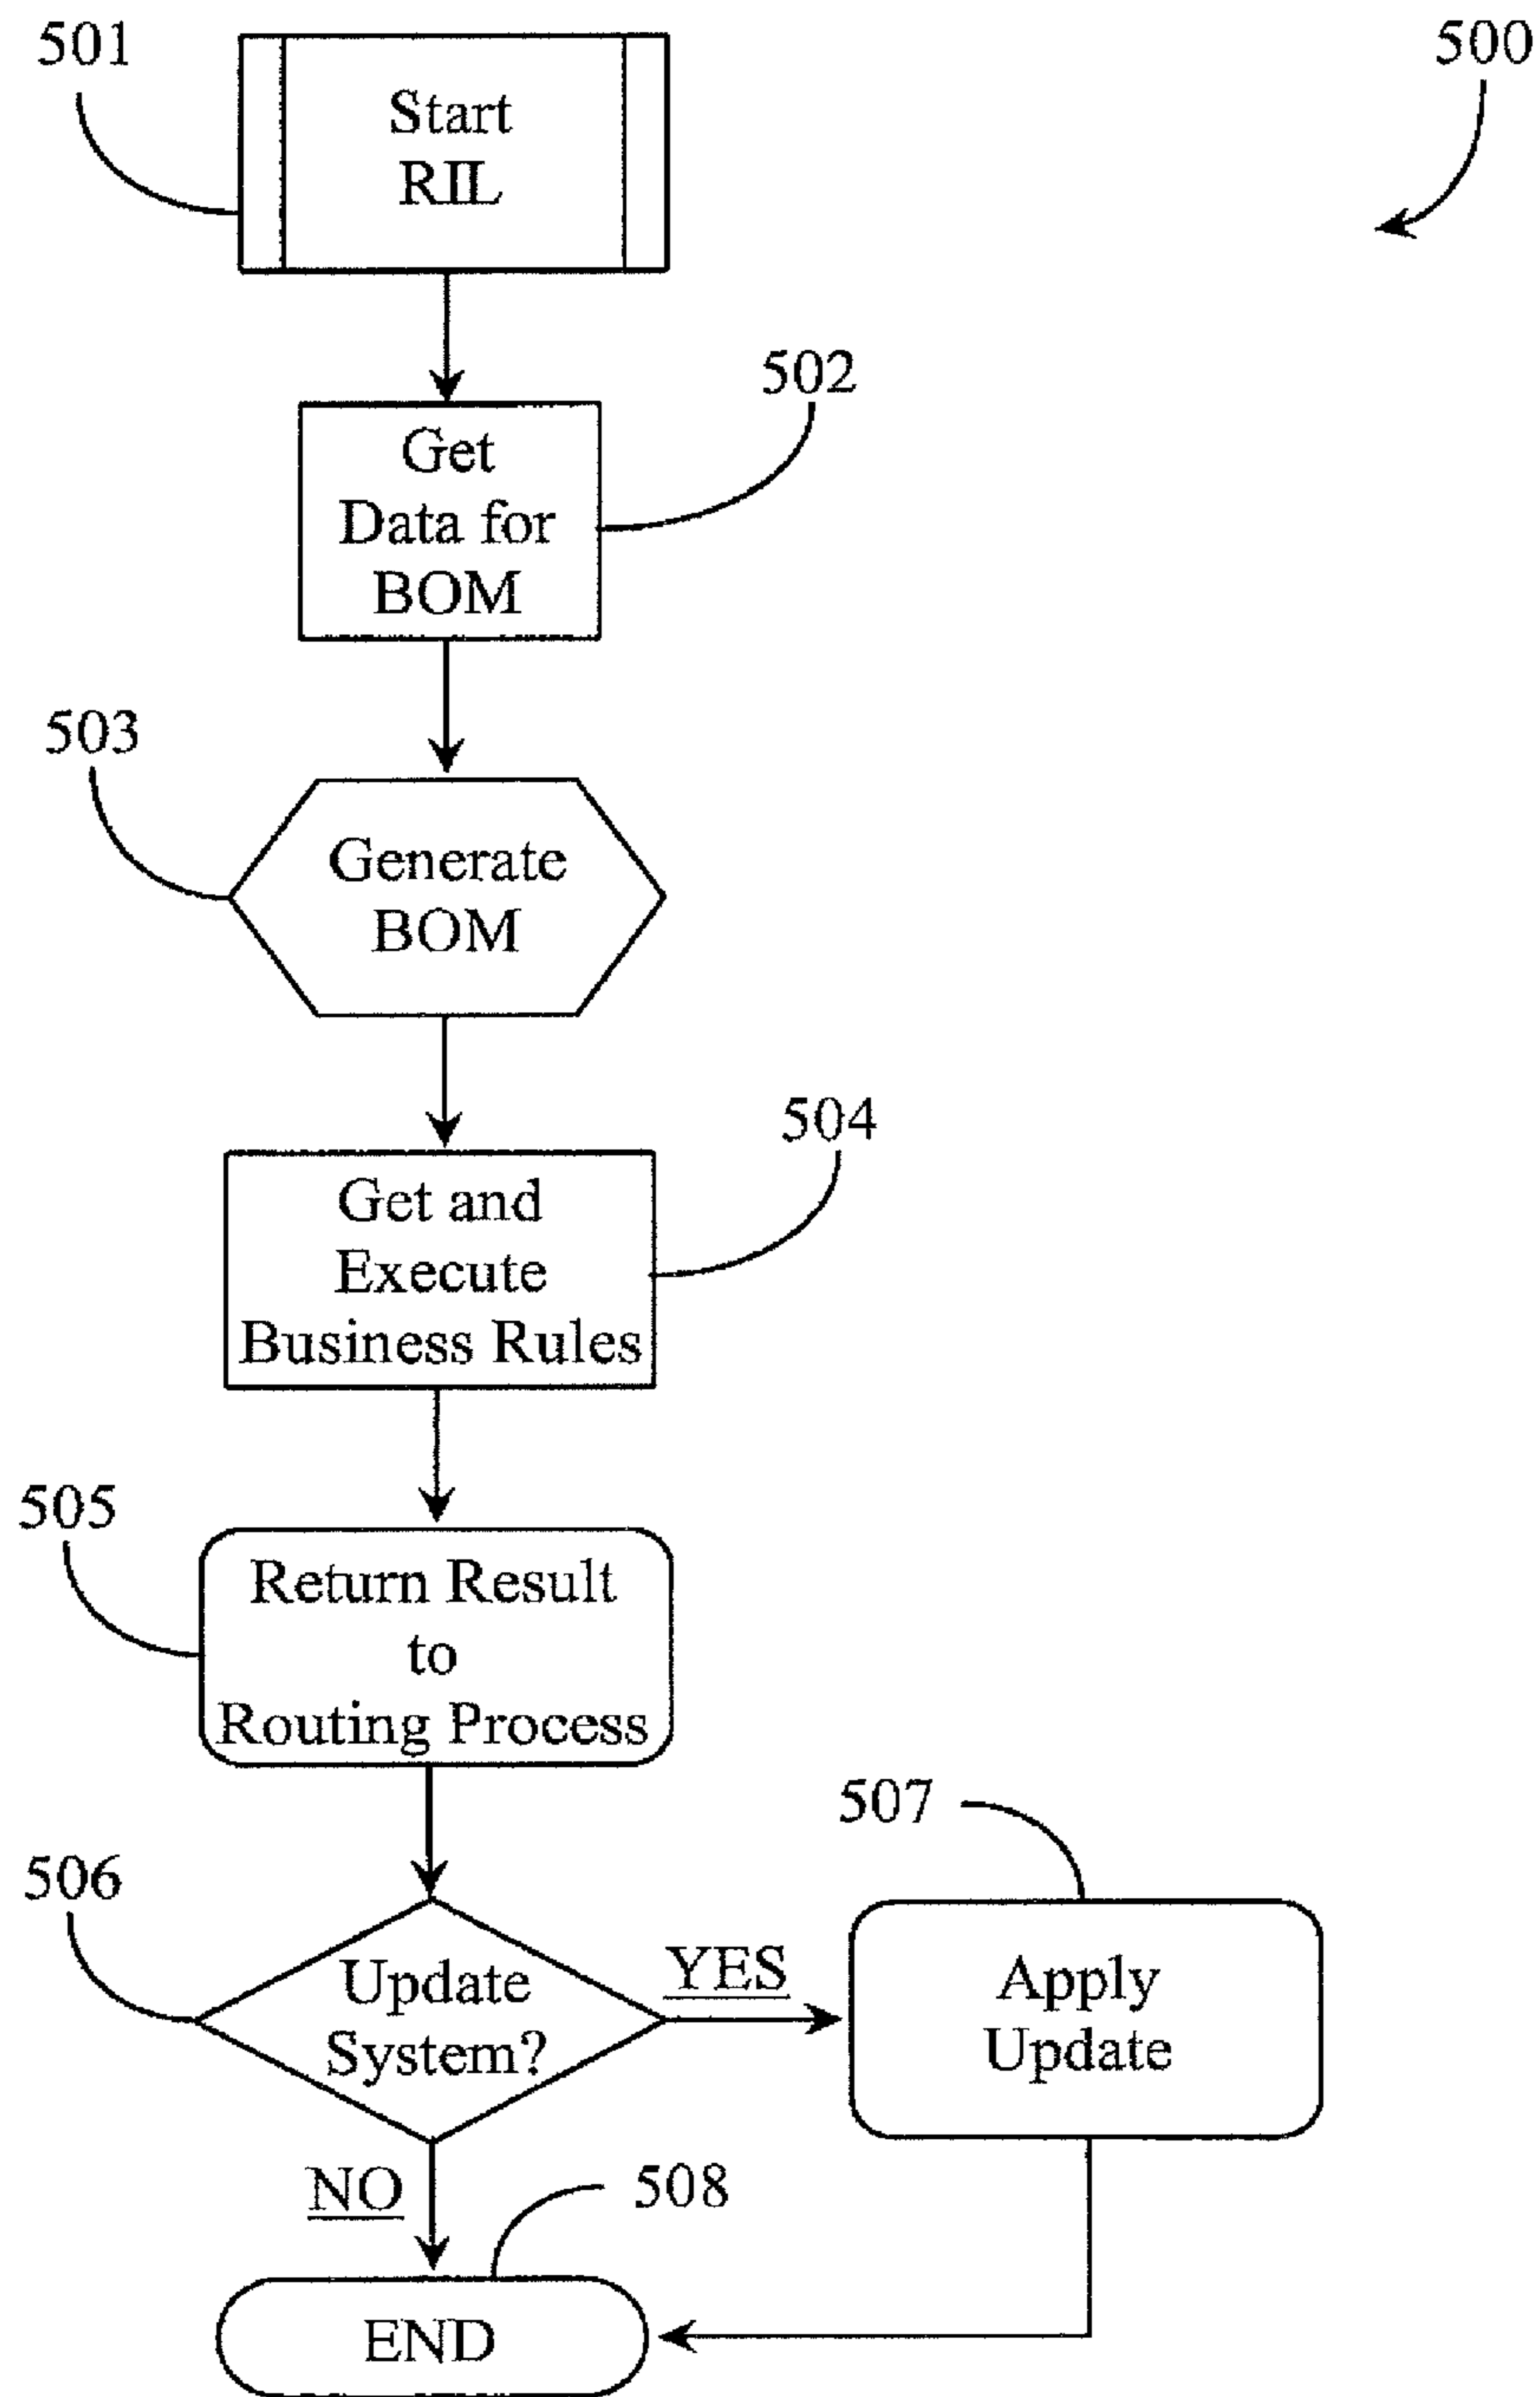 501
500
Start
RIL
502
Get
Data for
BOM
503
Generate
BOM
504
Get and
Execute
Business Rules
505
Return Result
to
Routing Process
507
506
Update
System?
YES
Apply
Update
NO
508
END